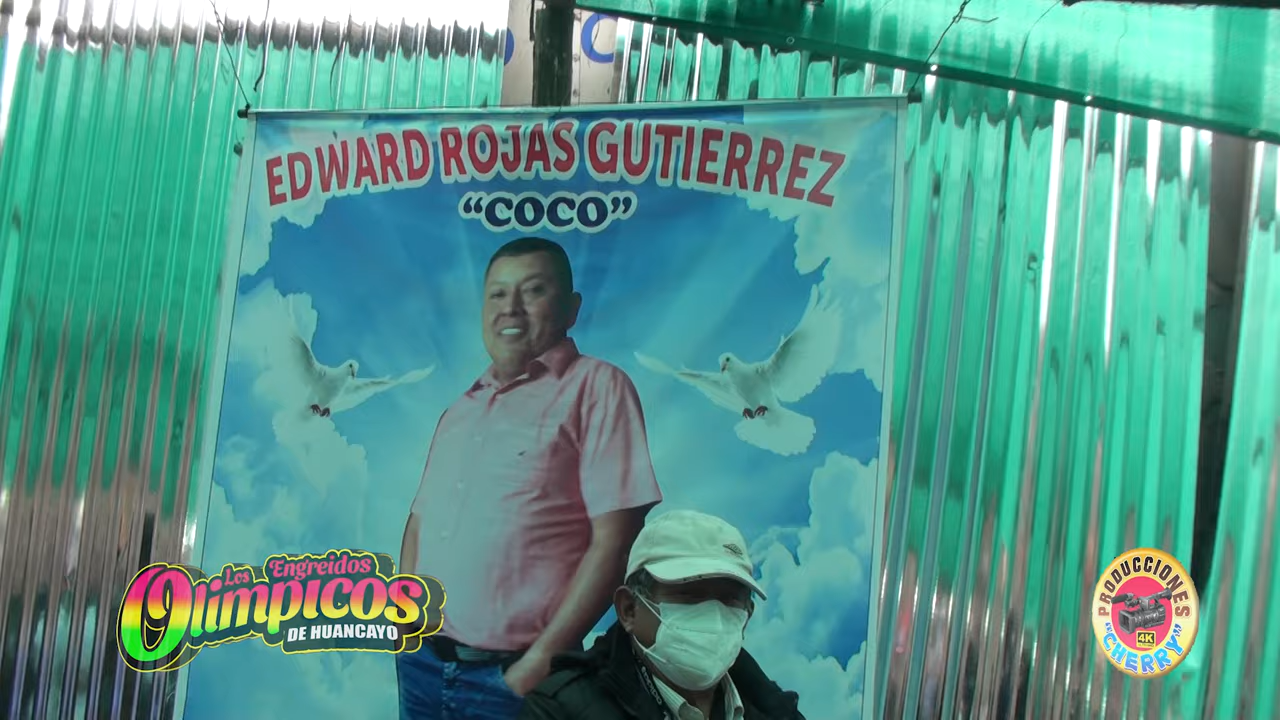 EDWARD ROJAS GUTIERREZ
"COCO"
Los Engreidos
Olimpicos
DE HUANCAYO
PRODUCCIONES
4K
"CHERRY"